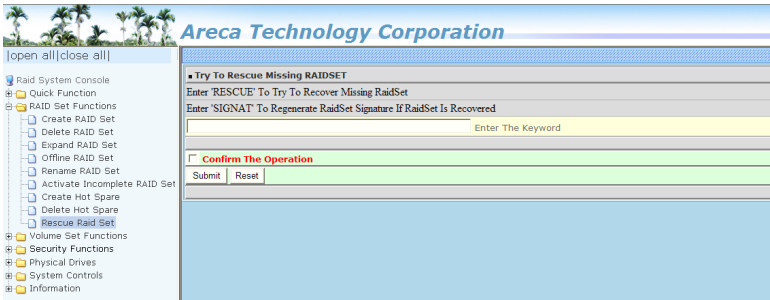 Areca Technology Corporation
|open all|close all|
Raid System Console
Quick Function
RAID Set Functions
Create RAID Set
Delete RAID Set
Expand RAID Set
Offline RAID Set
Rename RAID Set
Activate Incomplete RAID Set
Create Hot Spare
Delete Hot Spare
Rescue Raid Set
Volume Set Functions
Security Functions
Physical Drives
System Controls
Information
Try To Rescue Missing RAIDSET
Enter 'RESCUE' To Try To Recover Missing RaidSet
Enter 'SIGNAT' To Regenerate RaidSet Signature If RaidSet Is Recovered
Enter The Keyword
Confirm The Operation
Submit Reset